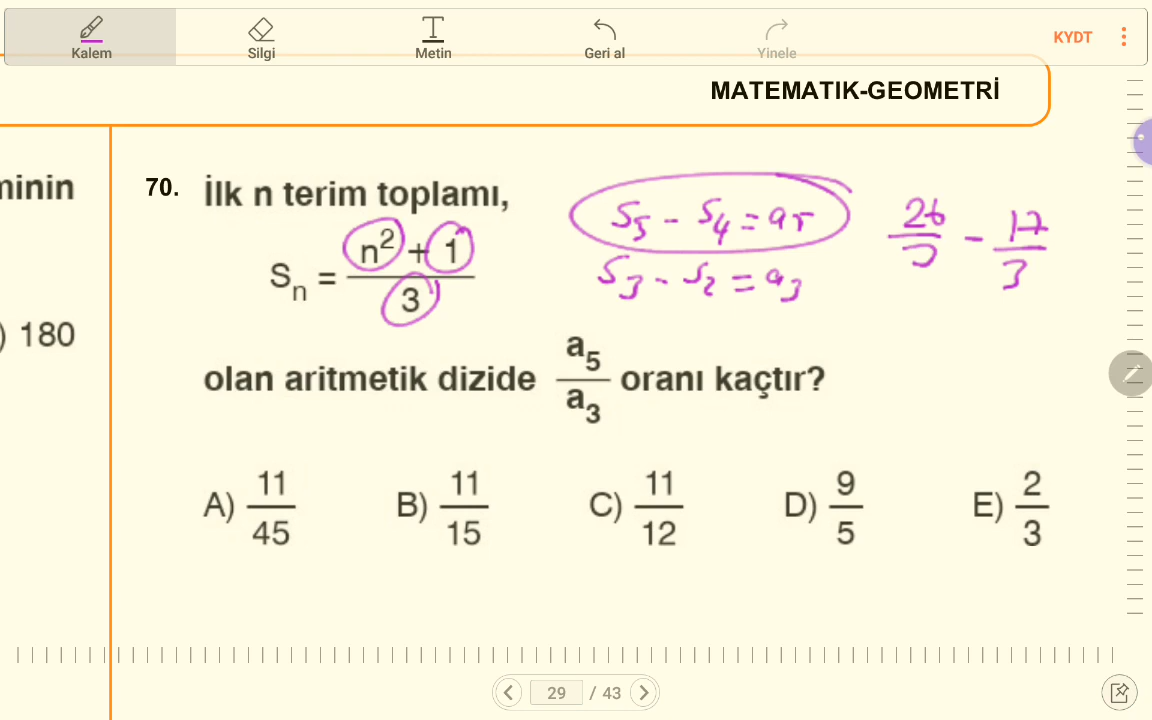 Kalem Silgi Metin Geri al Yinele KYDT
MATEMATIK-GEOMETRİ
minin
) 180
70. İlk n terim toplamı,
Sₙ = (n² + 1) / 3
S₅ - S₄ = a₅
S₃ - S₂ = a₃
26/3 - 17/3
olan aritmetik dizide a₅/a₃ oranı kaçtır?
A) 11/45 B) 11/15 C) 11/12 D) 9/5 E) 2/3
29 / 43